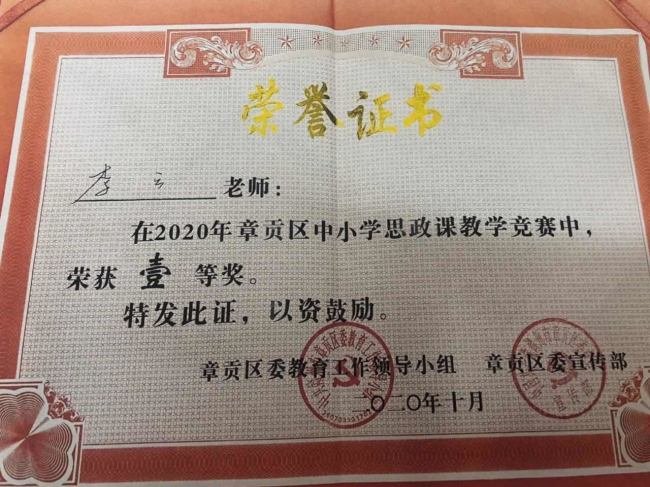 荣誉证书
李云 老师：
在2020年章贡区中小学思政课教学竞赛中，
荣获 壹 等奖。
特发此证，以资鼓励。
章贡区委教育工作领导小组 章贡区委宣传部
二〇二〇年十月